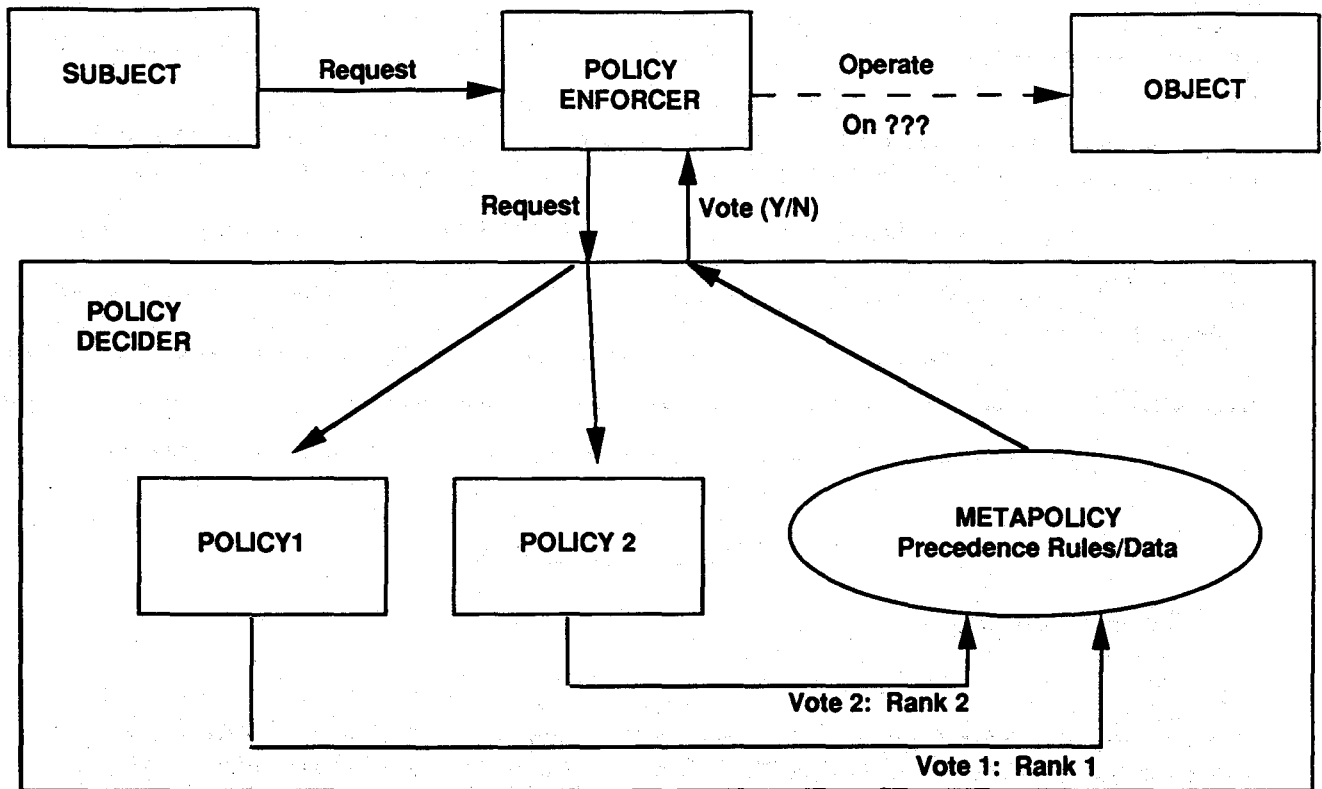 SUBJECT
Request
POLICY
ENFORCER
Operate
On ???
OBJECT
Request
Vote (Y/N)
POLICY
DECIDER
POLICY1
POLICY 2
METAPOLICY
Precedence Rules/Data
Vote 2: Rank 2
Vote 1: Rank 1